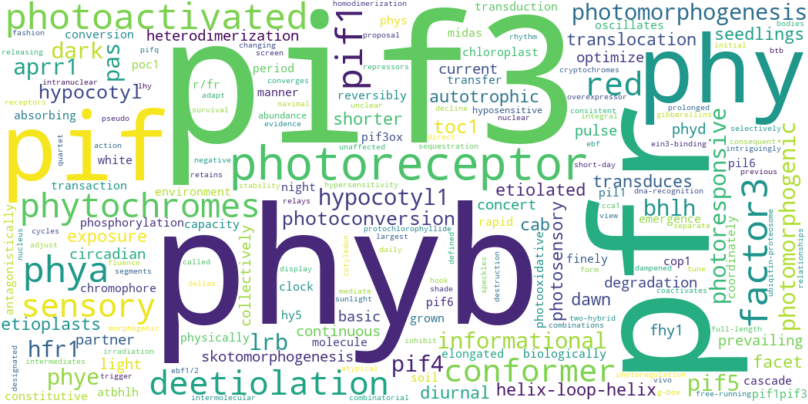 photoactivated
pif3
phy
pif
phyb
pfr
photoreceptor
phytochromes
pif1
homodimerization
heterodimerization
transduction
phys
changing
screen
proposal
midas
chloroplast
oscillates
photomorphogenesis
bodies
seedlings
translocation
optimize
initial
btb
releasing
pifq
fashion
conversion
dark
poc1
pas
aprr1
intranuclear
lhy
hypocotyl
absorbing
receptors
adapt
survival
r/fr
period
converges
repressors
rhythm
manner
current
transfer
cryptochromes
reversibly
autotrophic
shorter
abundance
evidence
maximal
unclear
decline
hyposensitive
nuclear
pif3ox
toc1
unaffected
sequestration
direct
red
overexpressor
integral
consistent
prolonged
gibberellins
pulse
ebf
phyd
short-day
ein3-binding
selectively
consequent
intriguingly
transduces
pil1
dna-recognition
pil6
previous
bhlh
cca1
view
emergence
separate
photoresponsive
coordinately
factor3
photomorphogenic
relationships
ubiqitin-proteosome
pseudo
quartet
action
white
negative
retains
transaction
stability
hypersensitivity
environment
night
relays
hypocotyl1
etiolated
concert
cab
rapid
capacity
phosphorylation
photoconversion
photosensory
photooxidative
exposure
circadian
phya
cycles
adjust
nucleus
antagonistically
chromophore
segments
sensory
collectively
cotyledon
protochlorophyllide
largest
daily
defined
called
display
clock
mediate
sunlight
hook
shade
speckles
destruction
finely
form
dampened
tune
coactivates
cop1
degradation
dawn
two-hybrid
combinations
fhy1
full-length
prevailing
etioplasts
fluence
dellas
morphogenic
hfr1
partner
designated
intermediates
irradiation
light
trigger
phye
constitutive
atbhlh
physically
hy5
basic
grown
pif6
lrb
continuous
molecule
skotomorphogenesis
inhibit
informational
elongated
biologically
conformer
pif4
atypical
soil
ebf1/2
intermolecular
combinatorial
deetiolation
diurnal
helix-loop-helix
photoregulation
vivo
g-box
pif5
free-running
cascade
facet
pif1pif3